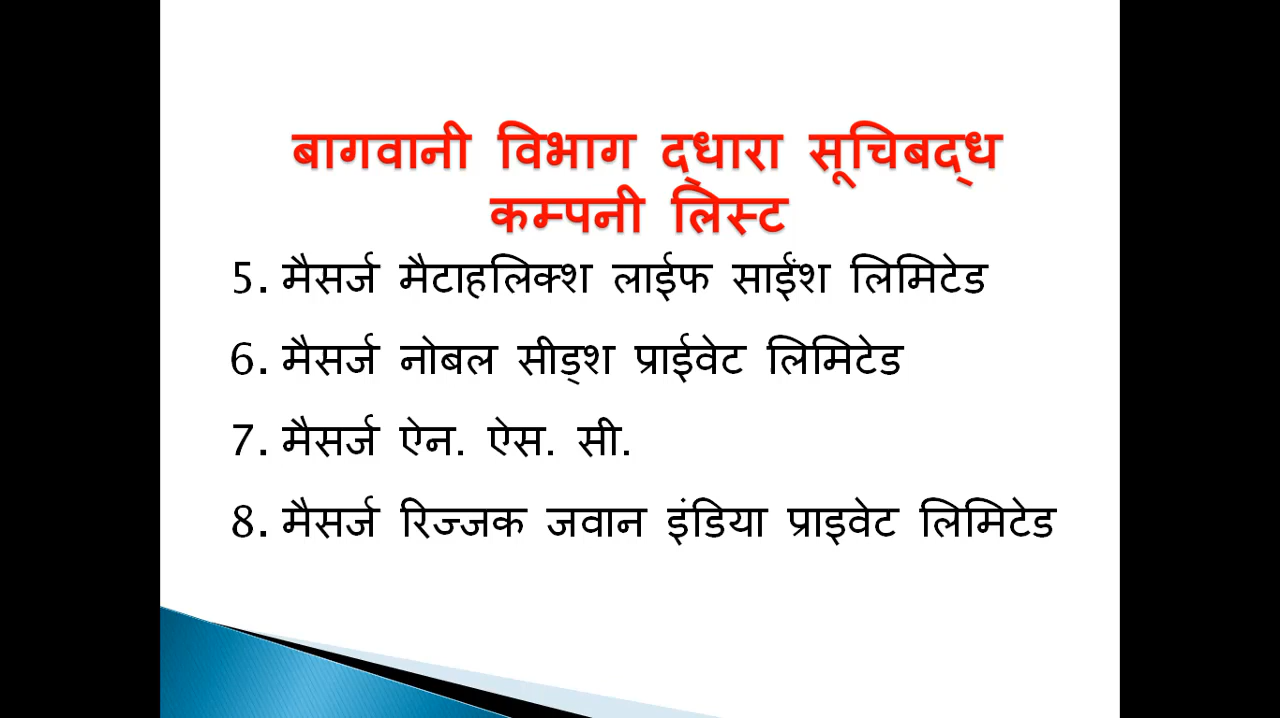 बागवानी विभाग द्धारा सूचिबद्ध
कम्पनी लिस्ट
5. मैसर्ज मैटाहलिक्श लाईफ साईंश लिमिटेड
6. मैसर्ज नोबल सीड्श प्राईवेट लिमिटेड
7. मैसर्ज ऐन. ऐस. सी.
8. मैसर्ज रिज्जक जवान इंडिया प्राइवेट लिमिटेड